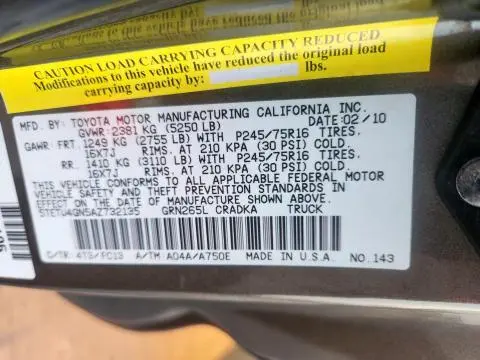 CAUTION LOAD CARRYING CAPACITY REDUCED
Modifications to this vehicle have reduced the original load
carrying capacity by lbs.
MFD. BY: TOYOTA MOTOR MANUFACTURING CALIFORNIA INC.
GVWR: 2381 KG (5250 LB) DATE: 02/10
GAWR: FRT. 1249 KG (2755 LB) WITH P245/75R16 TIRES,
16X7J RIMS, AT 210 KPA (30 PSI) COLD
RR. 1410 KG (3110 LB) WITH P245/75R16 TIRES,
16X7J RIMS, AT 210 KPA (30 PSI) COLD
THIS VEHICLE CONFORMS TO ALL APPLICABLE FEDERAL MOTOR
VEHICLE SAFETY AND THEFT PREVENTION STANDARDS IN
EFFECT ON THE DATE OF MANUFACTURE SHOWN ABOVE.
5TETU4GN5AZ732135 GRN265L CRADKA TRUCK
C/TR: 4T3/FC13 A/TM: A04A/A750E MADE IN U.S.A. NO. 143